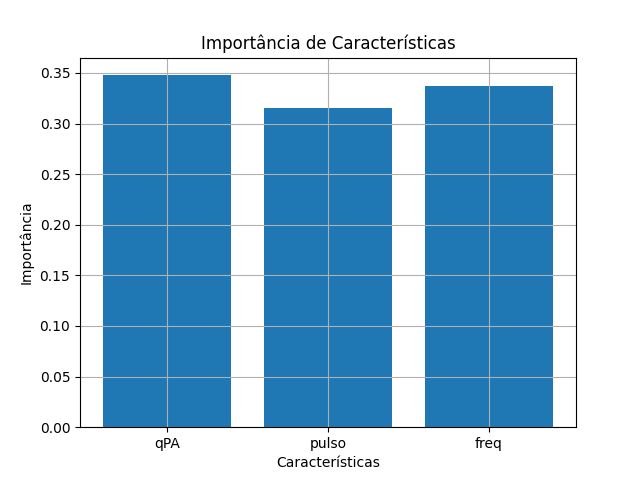 Importância de Características
Importância
0.35
0.30
0.25
0.20
0.15
0.10
0.05
0.00
qPA
pulso
freq
Características